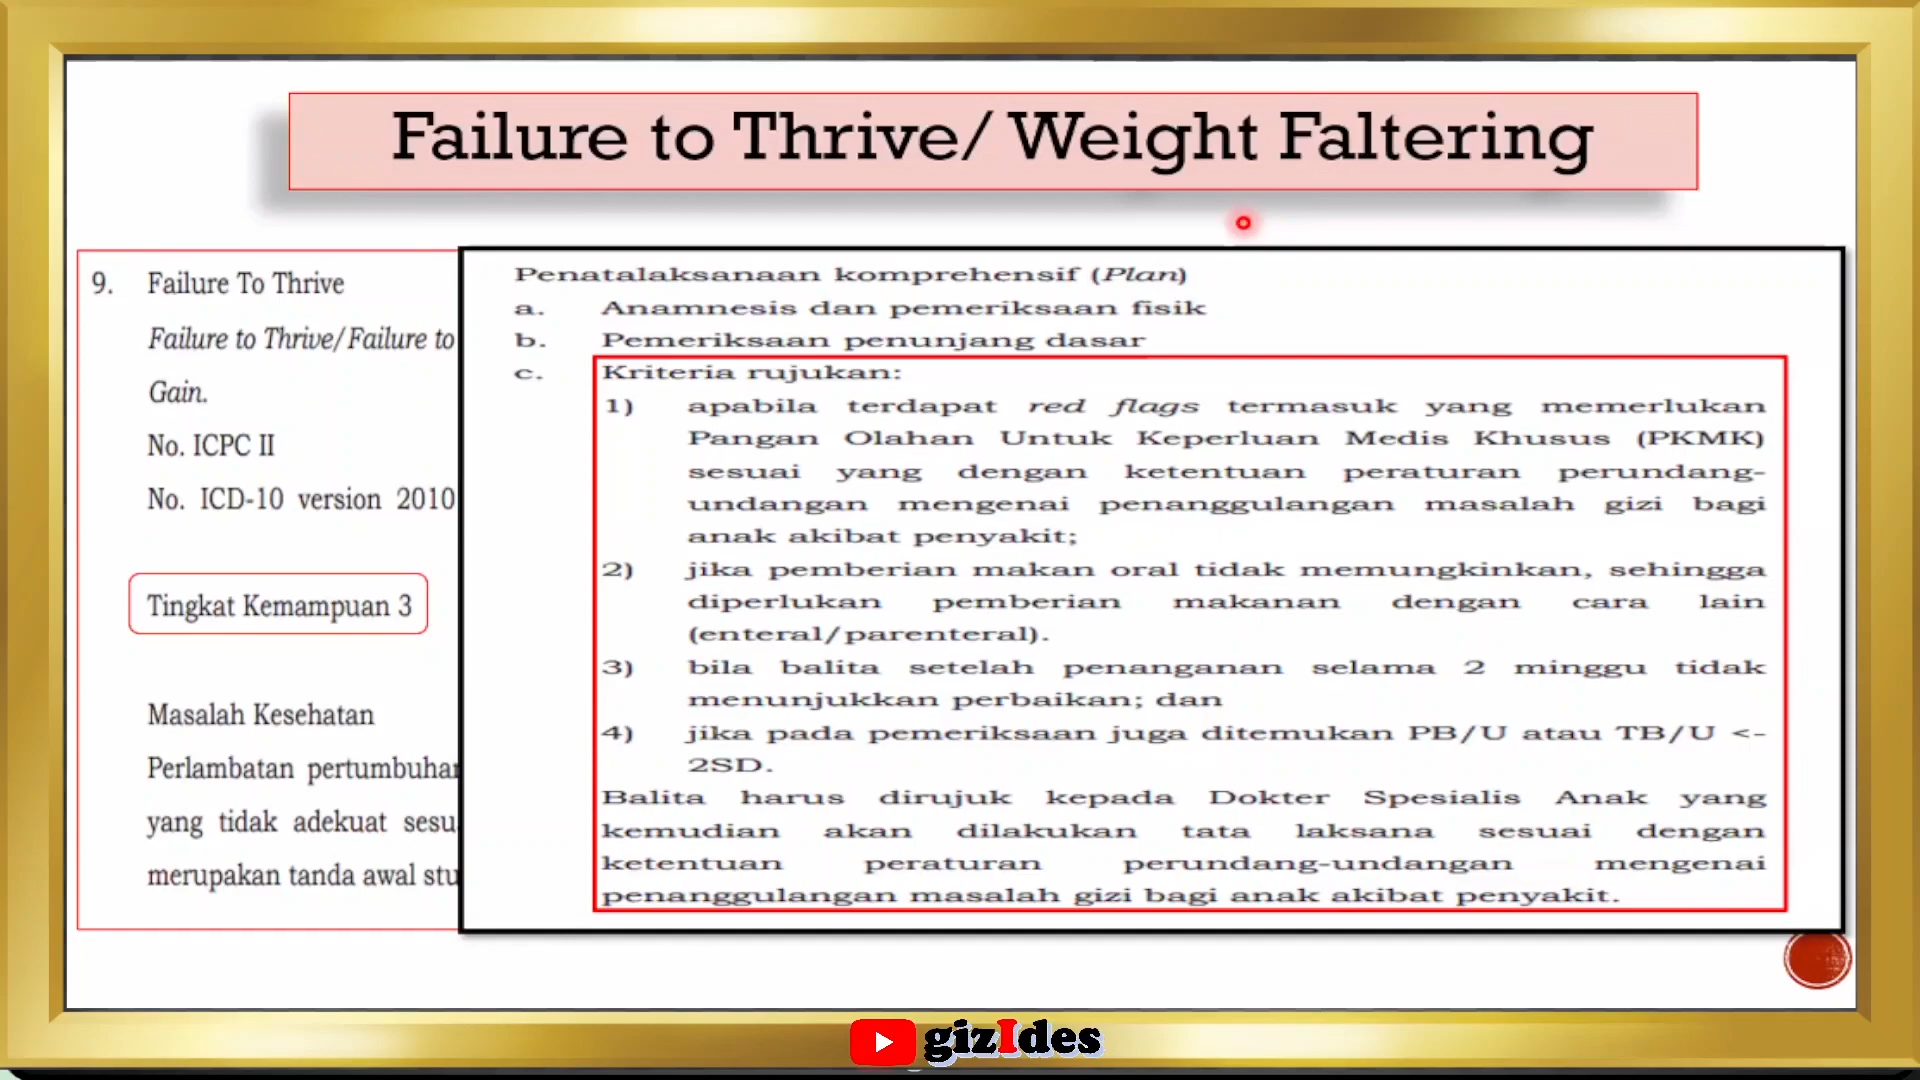 Failure to Thrive/ Weight Faltering
9. Failure To Thrive
Failure to Thrive/Failure to
Gain.
No. ICPC II
No. ICD-10 version 2010
Tingkat Kemampuan 3
Masalah Kesehatan
Perlambatan pertumbuhan
yang tidak adekuat sesu
merupakan tanda awal stu
Penatalaksanaan komprehensif (Plan)
a. Anamnesis dan pemeriksaan fisik
b. Pemeriksaan penunjang dasar
c. Kriteria rujukan:
1) apabila terdapat red flags termasuk yang memerlukan
Pangan Olahan Untuk Keperluan Medis Khusus (PKMK)
sesuai yang dengan ketentuan peraturan perundang-
undangan mengenai penanggulangan masalah gizi bagi
anak akibat penyakit;
2) jika pemberian makan oral tidak memungkinkan, sehingga
diperlukan pemberian makanan dengan cara lain
(enteral/parenteral).
3) bila balita setelah penanganan selama 2 minggu tidak
menunjukkan perbaikan; dan
4) jika pada pemeriksaan juga ditemukan PB/U atau TB/U <-
2SD.
Balita harus dirujuk kepada Dokter Spesialis Anak yang
kemudian akan dilakukan tata laksana sesuai dengan
ketentuan peraturan perundang-undangan mengenai
penanggulangan masalah gizi bagi anak akibat penyakit.
gizIdes